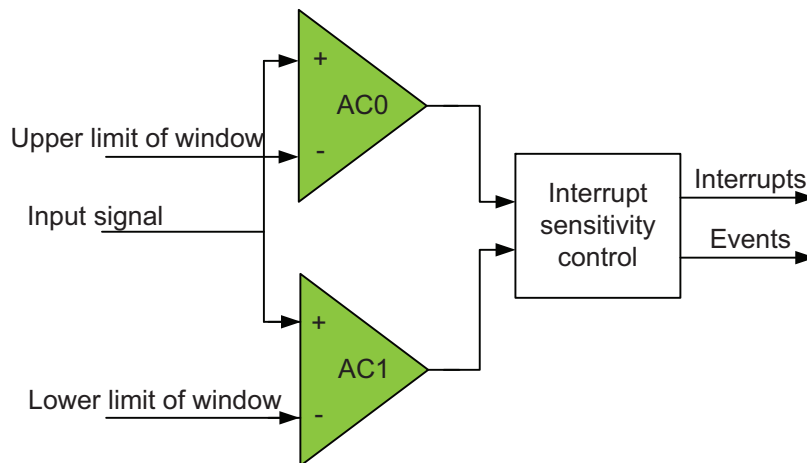 +
AC0
Upper limit of window
-
Interrupt
sensitivity
control
Interrupts
Input signal
Events
+
AC1
Lower limit of window
-